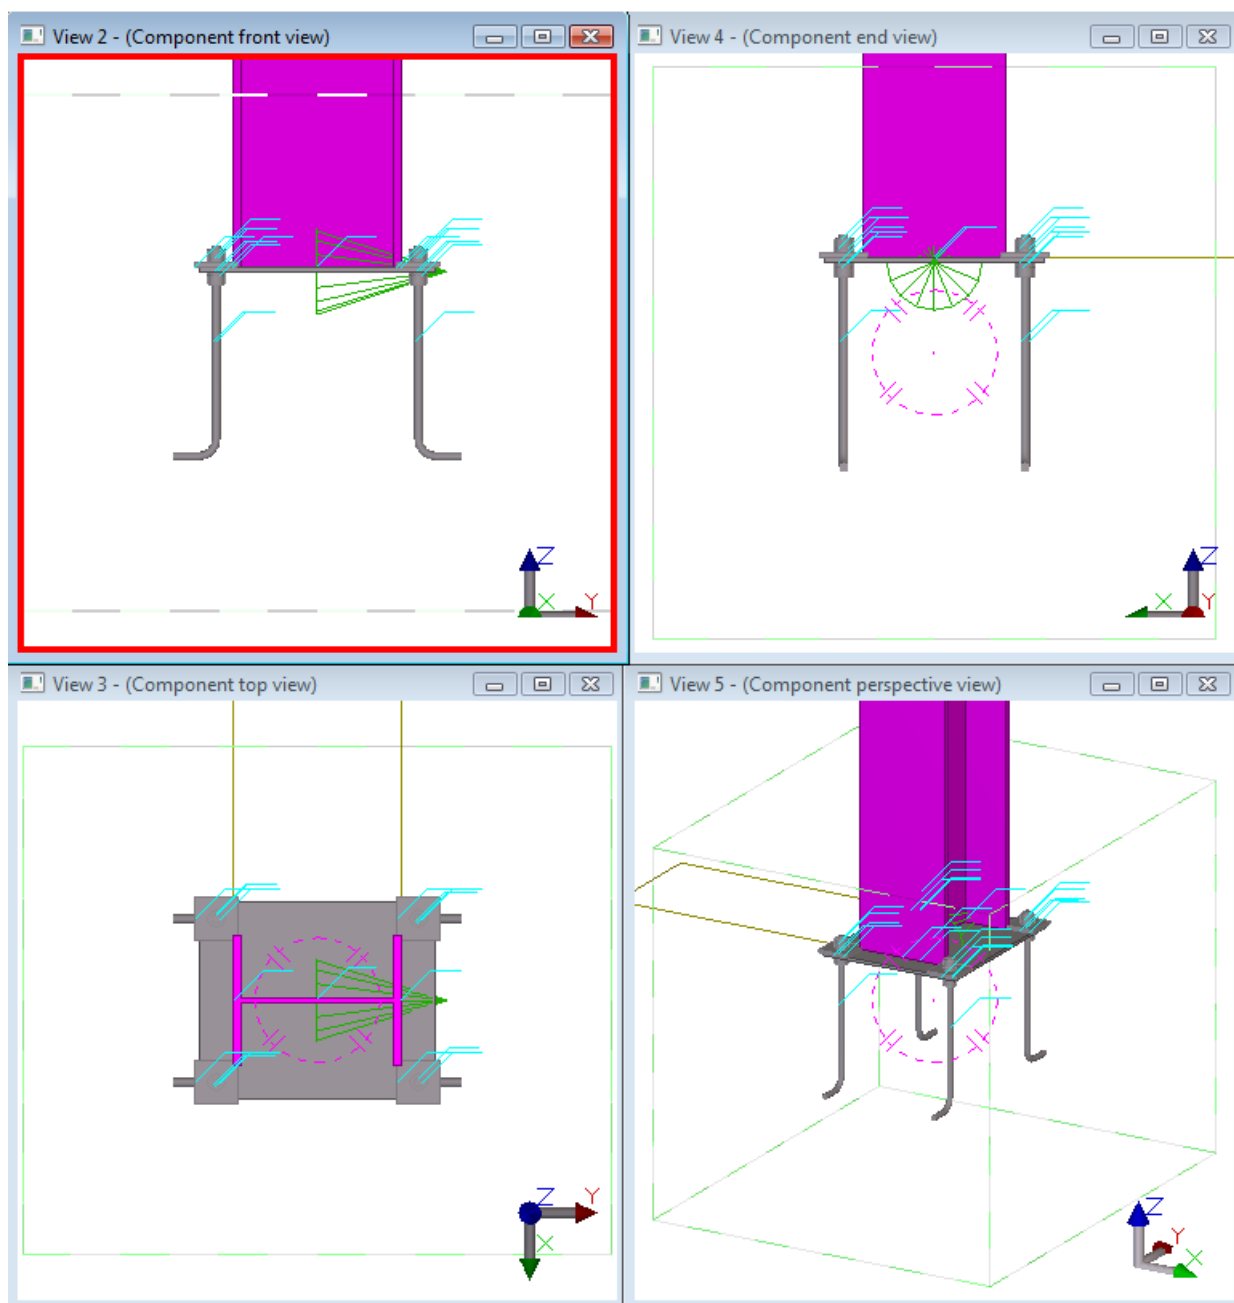 View 2 - (Component front view)
View 4 - (Component end view)
Z
X Y
Z
X Y
View 3 - (Component top view)
View 5 - (Component perspective view)
Z Y
X
Z Y
X